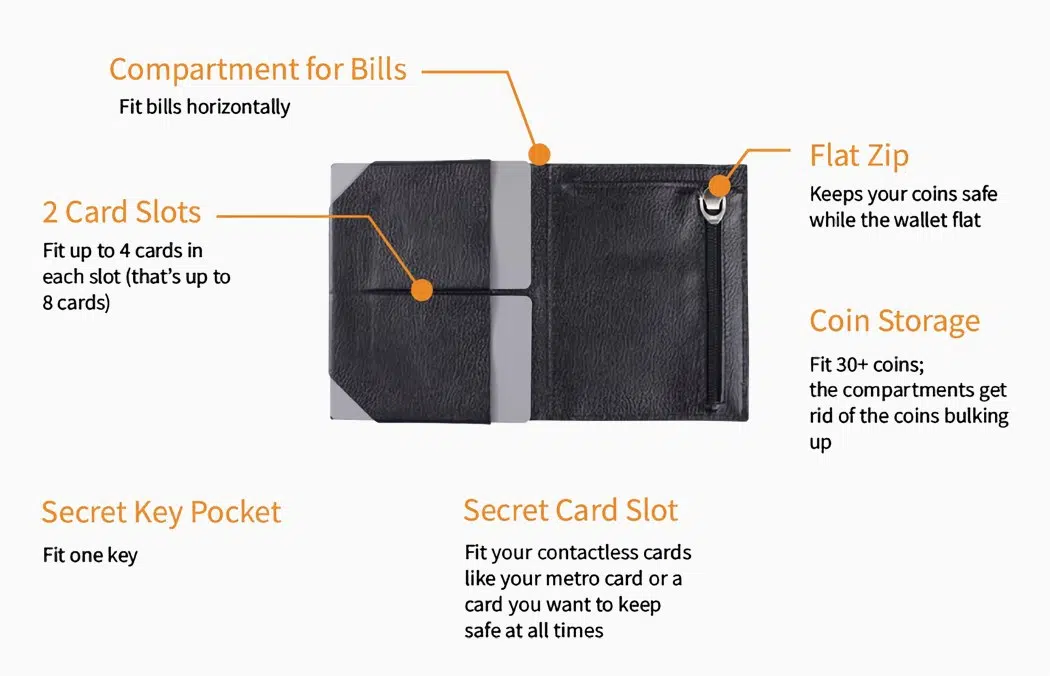 Compartment for Bills
Fit bills horizontally
Flat Zip
Keeps your coins safe
while the wallet flat
2 Card Slots
Fit up to 4 cards in
each slot (that's up to
8 cards)
Coin Storage
Fit 30+ coins;
the compartments get
rid of the coins bulking
up
Secret Key Pocket
Fit one key
Secret Card Slot
Fit your contactless cards
like your metro card or a
card you want to keep
safe at all times